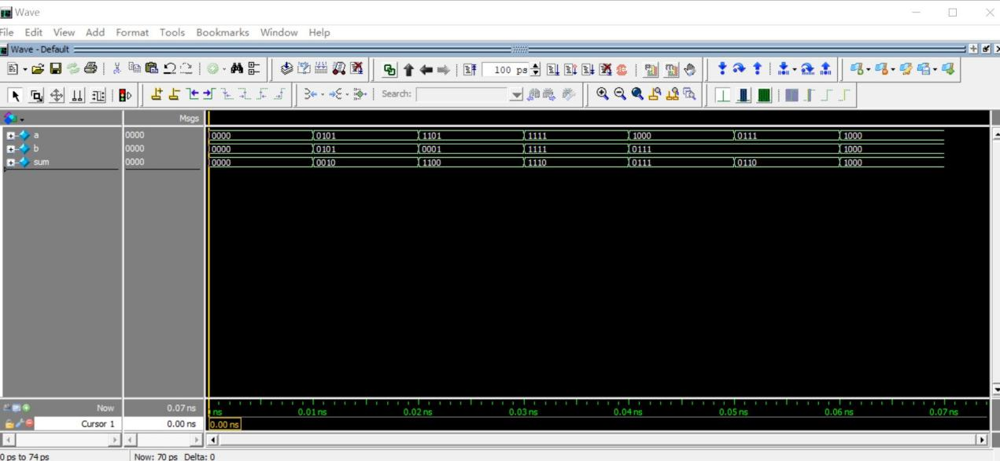 Wave
File Edit View Add Format Tools Bookmarks Window Help
Wave - Default
100 ps
Search:
Msgs
a 0000 0000 0101 1101 1111 1000 0111 1000
b 0000 0000 0101 0001 1111 0111 1000
sum 0000 0000 0010 1100 1110 0111 0110 1000
Now 0.07 ns ns 0.01 ns 0.02 ns 0.03 ns 0.04 ns 0.05 ns 0.06 ns 0.07 ns
Cursor 1 0.00 ns 0.00 ns
0 ps to 74 ps Now: 70 ps Delta: 0